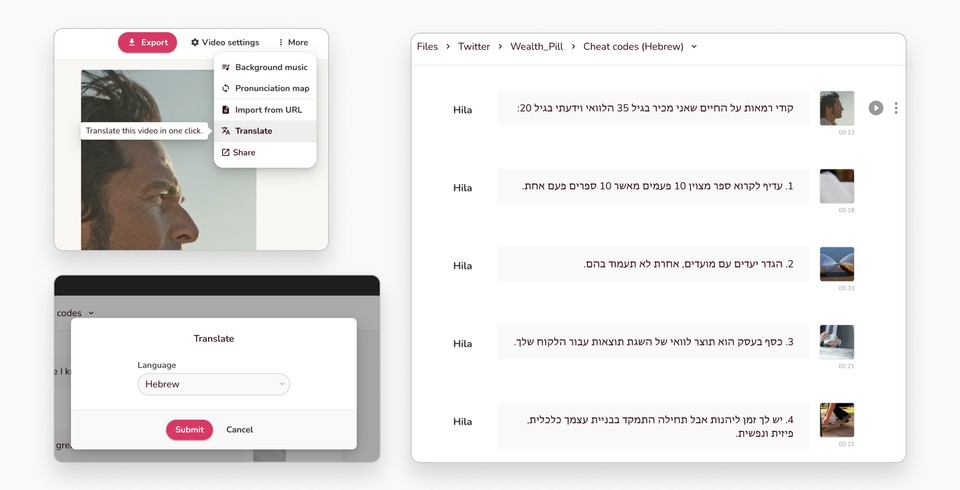 Export
Video settings
More
Background music
Pronunciation map
Import from URL
Translate this video in one click.
Translate
Share
codes
Translate
Language
Hebrew
Submit
Cancel
Files > Twitter > Wealth_Pill > Cheat codes (Hebrew)
Hila
קודי רמאות על החיים שאני מכיר בגיל 35 הלוואי וידעתי בגיל 20:
00:13
Hila
1. עדיף לקרוא ספר מצוין 10 פעמים מאשר 10 ספרים פעם אחת.
00:18
Hila
2. הגדר יעדים עם מועדים, אחרת לא תעמוד בהם.
00:33
Hila
3. כסף בעסק הוא תוצר לוואי של השגת תוצאות עבור הלקוח שלך.
00:21
Hila
4. יש לך זמן ליהנות אבל תחילה התמקד בבניית עצמך כלכלית,
פיזית ונפשית.
00:15